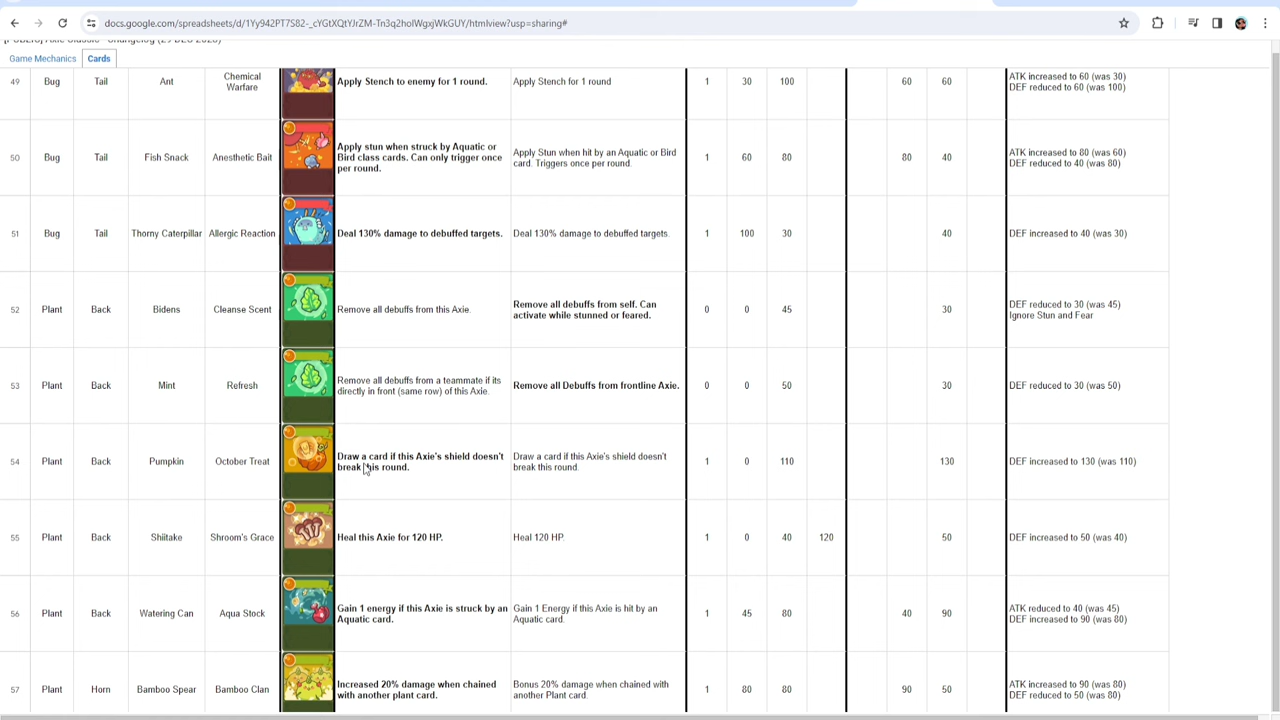 docs.google.com/spreadsheets/d/1Yy942PT7S82-_cYGtXQtYJrZM-Tn3q2hoIWgxjWkGUY/htmlview?usp=sharing#
Game Mechanics
Cards
49 Bug Tail Ant Chemical Warfare Apply Stench to enemy for 1 round. Apply Stench for 1 round 1 30 100 60 60 ATK increased to 60 (was 30)
DEF reduced to 60 (was 100)
50 Bug Tail Fish Snack Anesthetic Bait Apply stun when struck by Aquatic or
Bird class cards. Can only trigger once
per round.
Apply Stun when hit by an Aquatic or Bird
card. Triggers once per round.
1 60 80 80 40 ATK increased to 80 (was 60)
DEF reduced to 40 (was 80)
51 Bug Tail Thorny Caterpillar Allergic Reaction Deal 130% damage to debuffed targets. Deal 130% damage to debuffed targets. 1 100 30 40 DEF increased to 40 (was 30)
52 Plant Back Bidens Cleanse Scent Remove all debuffs from this Axie. Remove all debuffs from self. Can
activate while stunned or feared.
0 0 45 30 DEF reduced to 30 (was 45)
Ignore Stun and Fear
53 Plant Back Mint Refresh Remove all debuffs from a teammate if its
directly in front (same row) of this Axie.
Remove all Debuffs from frontline Axie. 0 0 50 30 DEF reduced to 30 (was 50)
54 Plant Back Pumpkin October Treat Draw a card if this Axie's shield doesn't
break this round.
Draw a card if this Axie's shield doesn't
break this round.
1 0 110 130 DEF increased to 130 (was 110)
55 Plant Back Shiitake Shroom's Grace Heal this Axie for 120 HP. Heal 120 HP. 1 0 40 120 50 DEF increased to 50 (was 40)
56 Plant Back Watering Can Aqua Stock Gain 1 energy if this Axie is struck by an
Aquatic card.
Gain 1 Energy if this Axie is hit by an
Aquatic card.
1 45 80 40 90 ATK reduced to 40 (was 45)
DEF increased to 90 (was 80)
57 Plant Horn Bamboo Spear Bamboo Clan Increased 20% damage when chained
with another plant card.
Bonus 20% damage when chained with
another Plant card.
1 80 80 90 50 ATK increased to 90 (was 80)
DEF reduced to 50 (was 80)